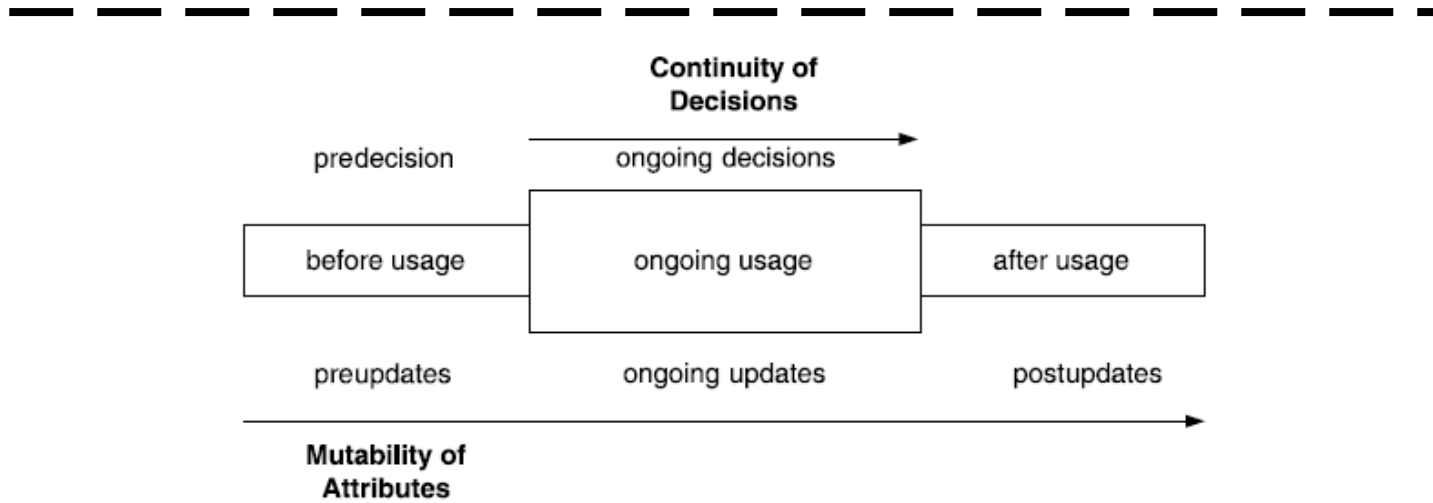 Continuity of
Decisions
predecision
ongoing decisions
before usage
ongoing usage
after usage
preupdates
ongoing updates
postupdates
Mutability of
Attributes